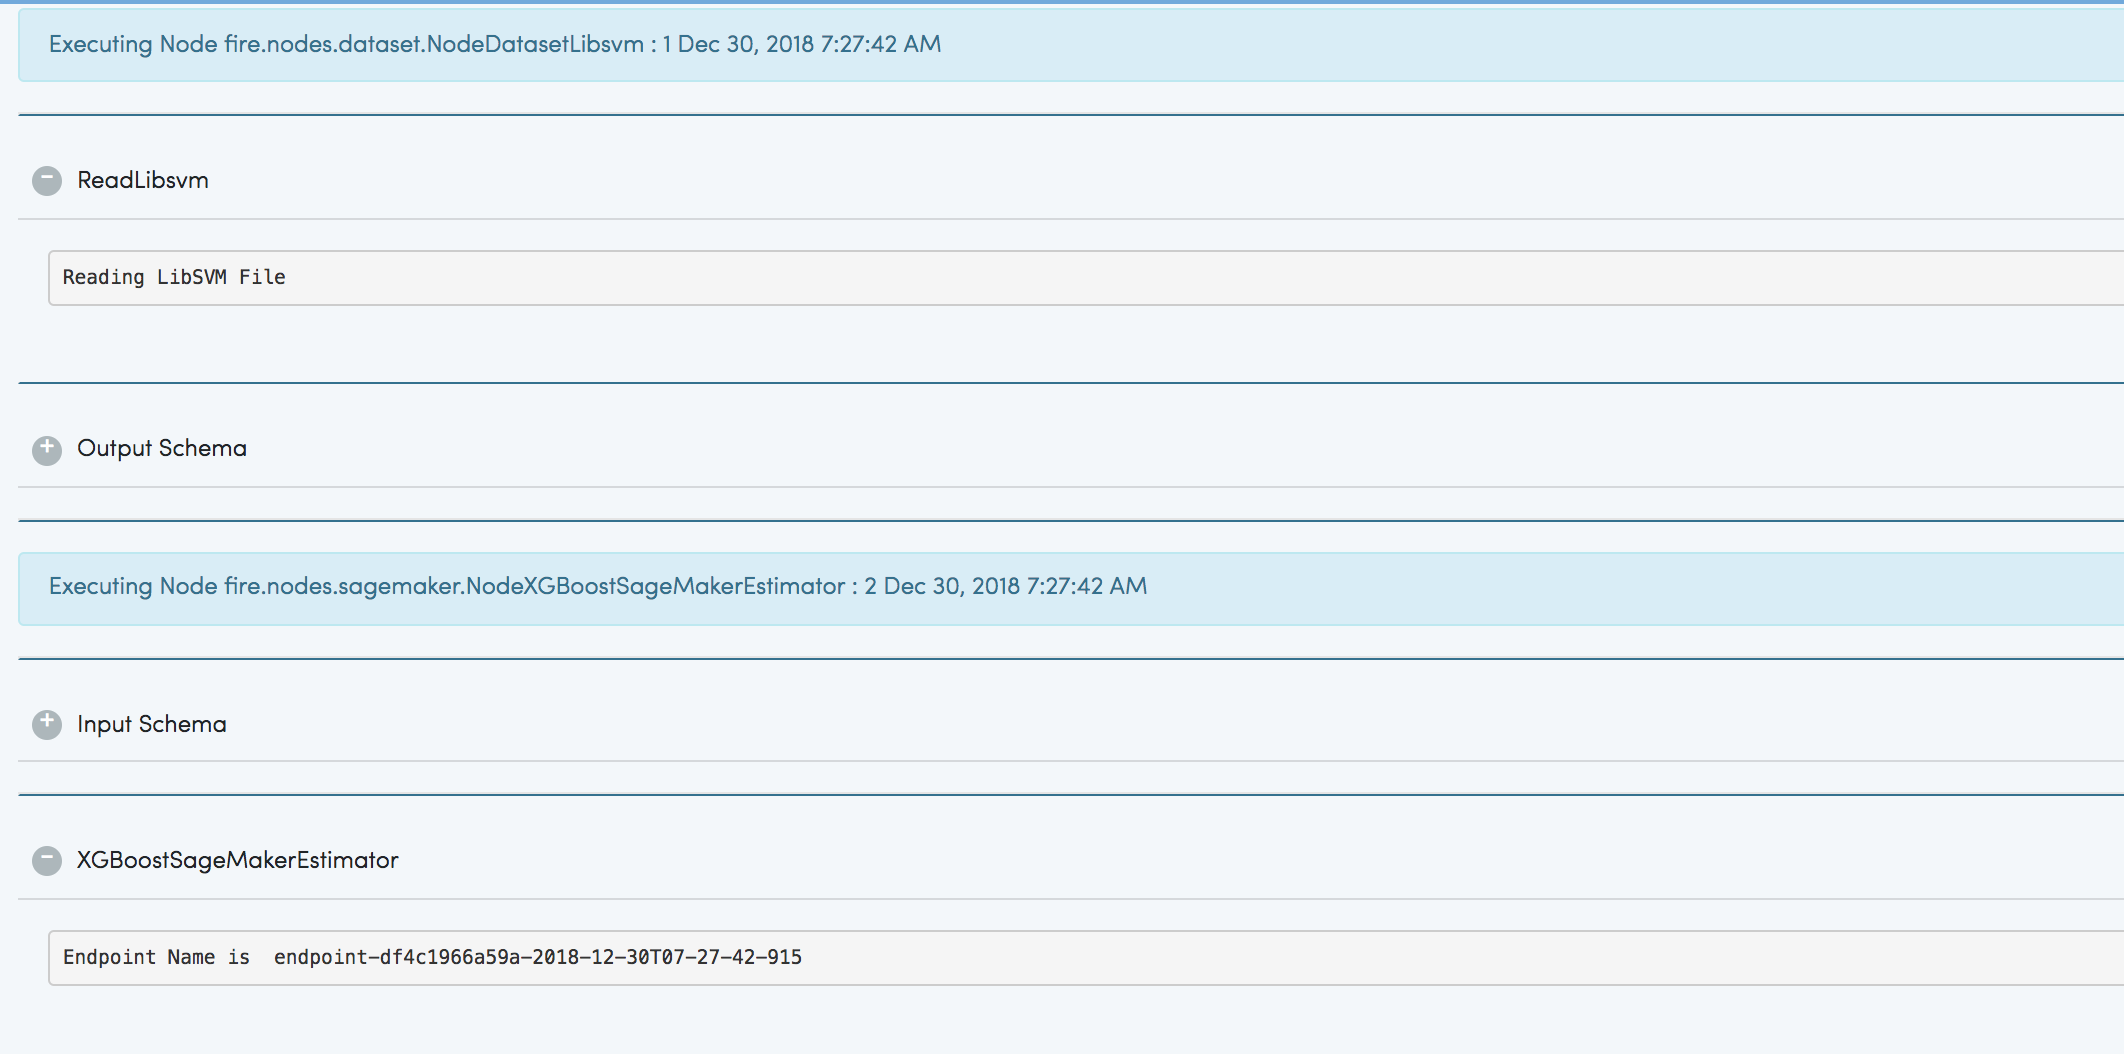 Executing Node fire.nodes.dataset.NodeDatasetLibsvm : 1 Dec 30, 2018 7:27:42 AM
ReadLibsvm
Reading LibSVM File
Output Schema
Executing Node fire.nodes.sagemaker.NodeXGBoostSageMakerEstimator : 2 Dec 30, 2018 7:27:42 AM
Input Schema
XGBoostSageMakerEstimator
Endpoint Name is  endpoint-df4c1966a59a-2018-12-30T07-27-42-915